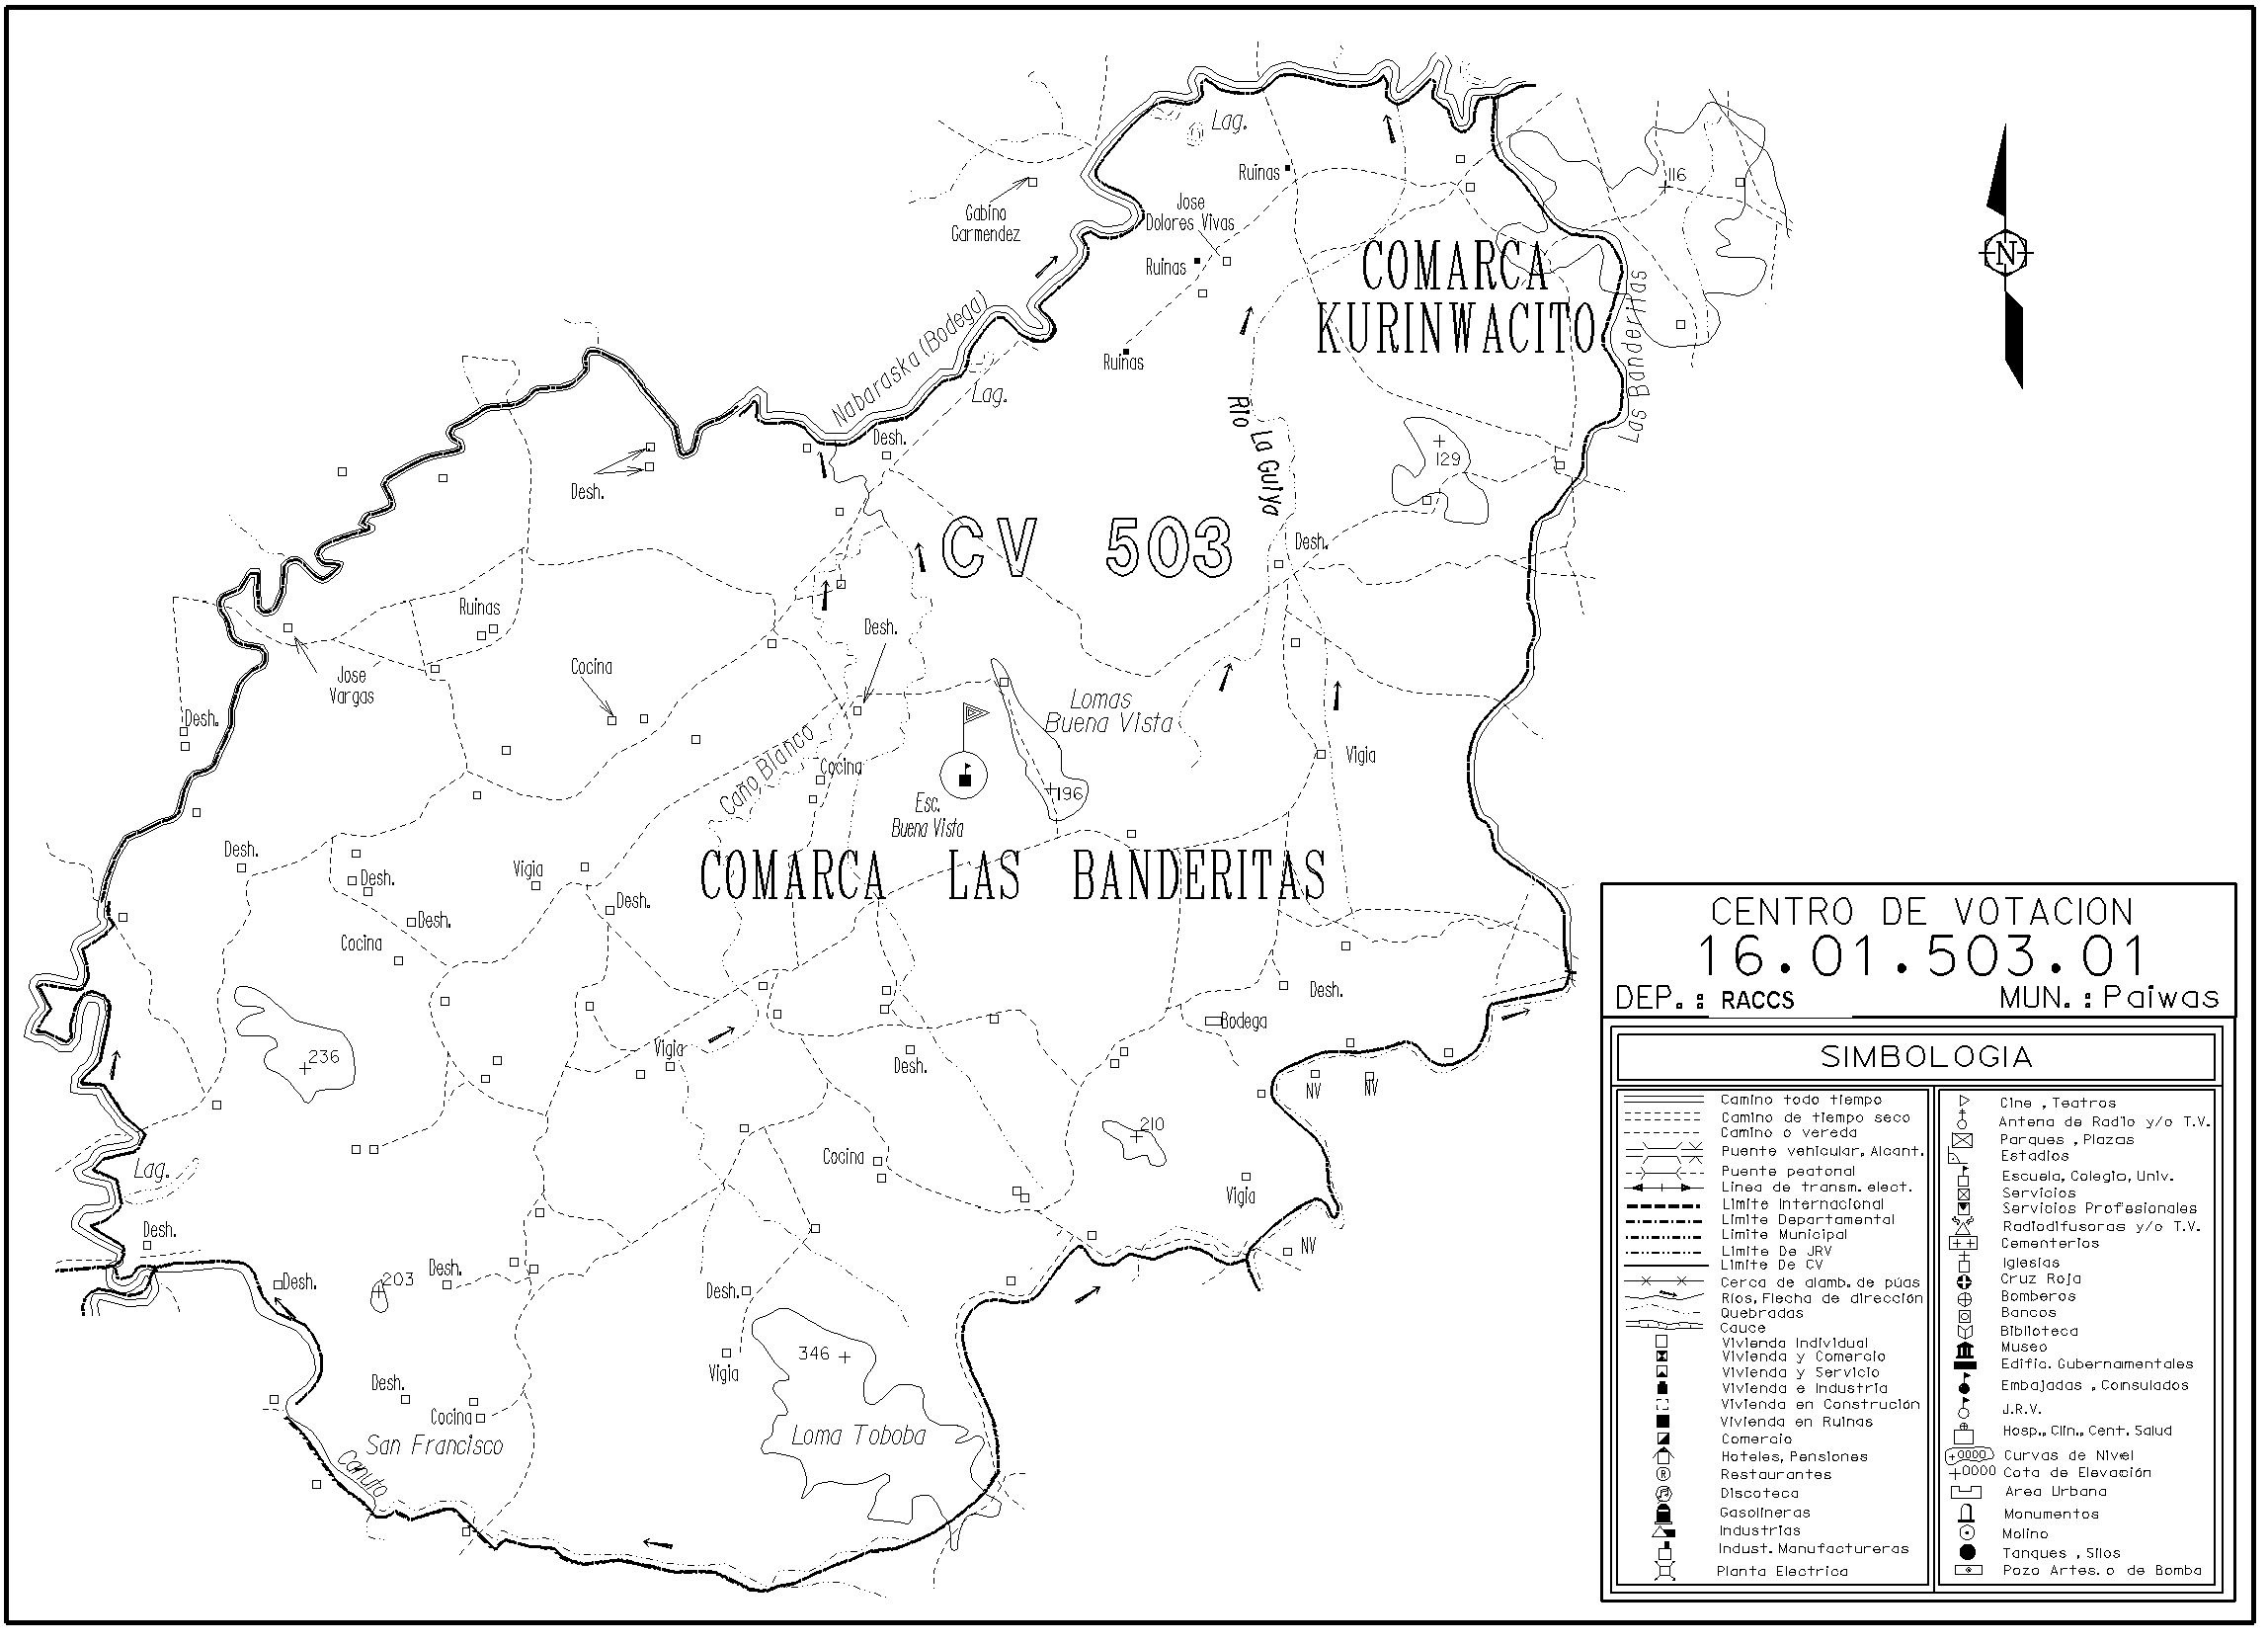 Lag.
Ruinas
116
Jose
Dolores Vivas
Gabino
Garmendez
COMARCA
KURINWACITO
Ruinas
N
Nabaraska (Bodega)
Las Banderitas
Ruinas
Lag.
Rio
La Guiya
Desh.
129
Desh.
CV 503
Desh.
Ruinas
Desh.
Cocina
Jose
Vargas
Lomas
Buena Vista
Desh.
Caño Blanco
Vigia
Cocina
196
Esc.
Buena Vista
Desh.
Vigia
COMARCA LAS BANDERITAS
Desh.
Desh.
Desh.
Cocina
Desh.
Bodega
236
Vigia
Desh.
NV
NV
210
Lag.
Cocina
Vigia
Desh.
NV
Desh.
203
Desh.
Desh.
346
Vigia
Desh.
Cocina
San Francisco
Loma Toboba
Canuto
CENTRO DE VOTACION
16.01.503.01
DEP.: RACCS MUN.: Paiwas
SIMBOLOGIA
Camino todo tiempo
Camino de tiempo seco
Camino o vereda
Puente vehicular, Alcant.
Puente peatonal
Linea de transm. elect.
Limite Internacional
Limite Departamental
Limite Municipal
Limite De JRV
Limite De CV
Cerca de alamb. de púas
Ríos, Flecha de dirección
Quebradas
Cauce
Vivienda Individual
Vivienda y Comercio
Vivienda y Servicio
Vivienda e Industria
Vivienda en Construción
Vivienda en Ruinas
Comercio
Hoteles, Pensiones
R Restaurantes
Discoteca
Gasolineras
Industrias
Indust. Manufactureras
Planta Electrica
Cine , Teatros
Antena de Radio y/o T.V.
Parques , Plazas
Estadios
Escuela, Colegio, Univ.
Servicios
Servicios Profesionales
Radiodifusoras y/o T.V.
Cementerios
Iglesias
Cruz Roja
Bomberos
Bancos
Biblioteca
Museo
Edific. Gubernamentales
Embajadas , Coinsulados
J.R.V.
Hosp., Clin., Cent. Salud
+0000 Curvas de Nivel
+0000 Cota de Elevación
Area Urbana
Monumentos
Molino
Tanques , Silos
Pozo Artes. o de Bomba